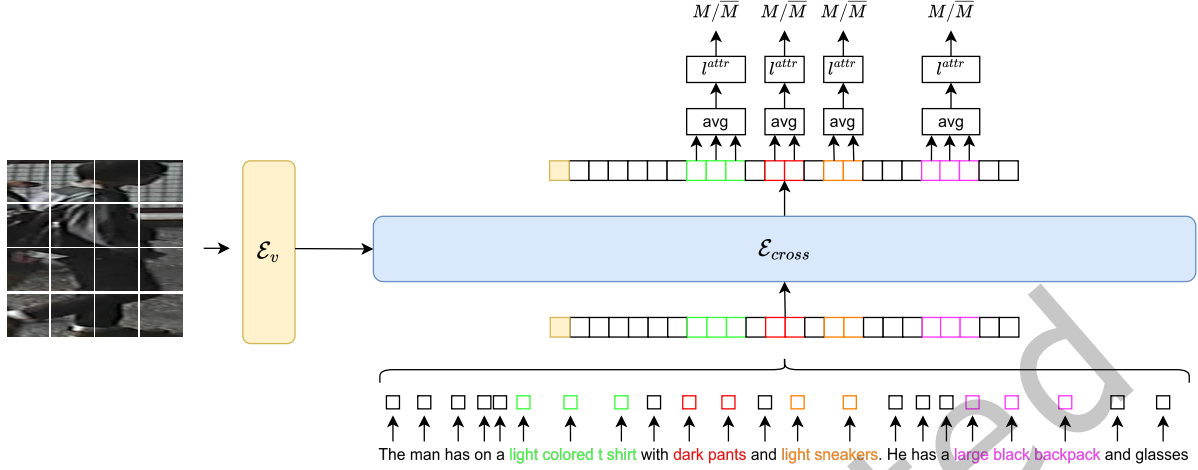 M/M̅ M/M̅ M/M̅ M/M̅
l^attr l^attr l^attr l^attr
avg avg avg avg
ℰ_v
ℰ_cross
The man has on a light colored t shirt with dark pants and light sneakers. He has a large black backpack and glasses